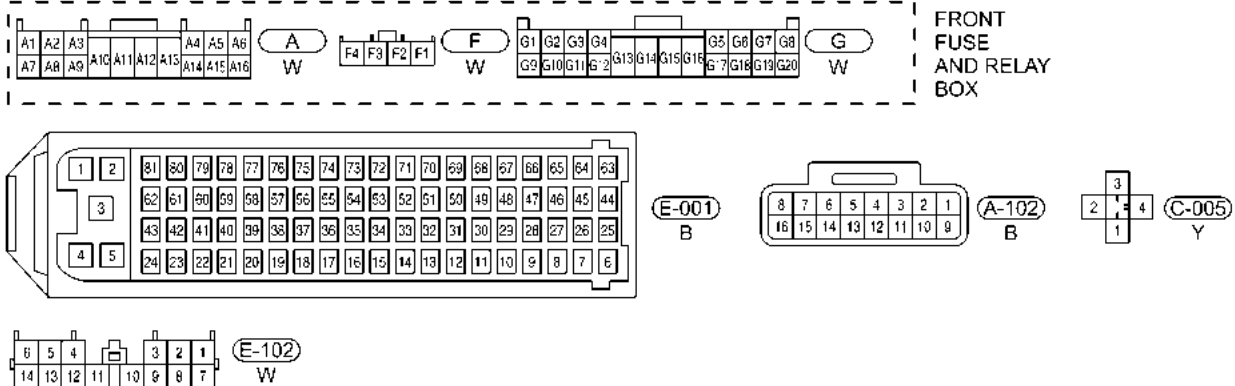 A1 A2 A3 A4 A5 A6 A F4 F3 F2 F1 F G1 G2 G3 G4 G5 G6 G7 G8 G FRONT
A7 A8 A9 A10 A11 A12 A13 A14 A15 A16 W W G9 G10 G11 G12 G13 G14 G15 G16 G17 G18 G19 G20 W FUSE
AND RELAY
BOX
1 2 81 80 79 78 77 76 75 74 73 72 71 70 69 68 67 66 65 64 63
3 62 61 60 59 58 57 56 55 54 53 52 51 50 49 48 47 46 45 44
43 42 41 40 39 38 37 36 35 34 33 32 31 30 29 28 27 26 25
4 5 24 23 22 21 20 19 18 17 16 15 14 13 12 11 10 9 8 7 6
E-001
B
8 7 6 5 4 3 2 1
16 15 14 13 12 11 10 9
A-102
B
3
2 4
1
C-005
Y
6 5 4 3 2 1
14 13 12 11 10 9 8 7
E-102
W